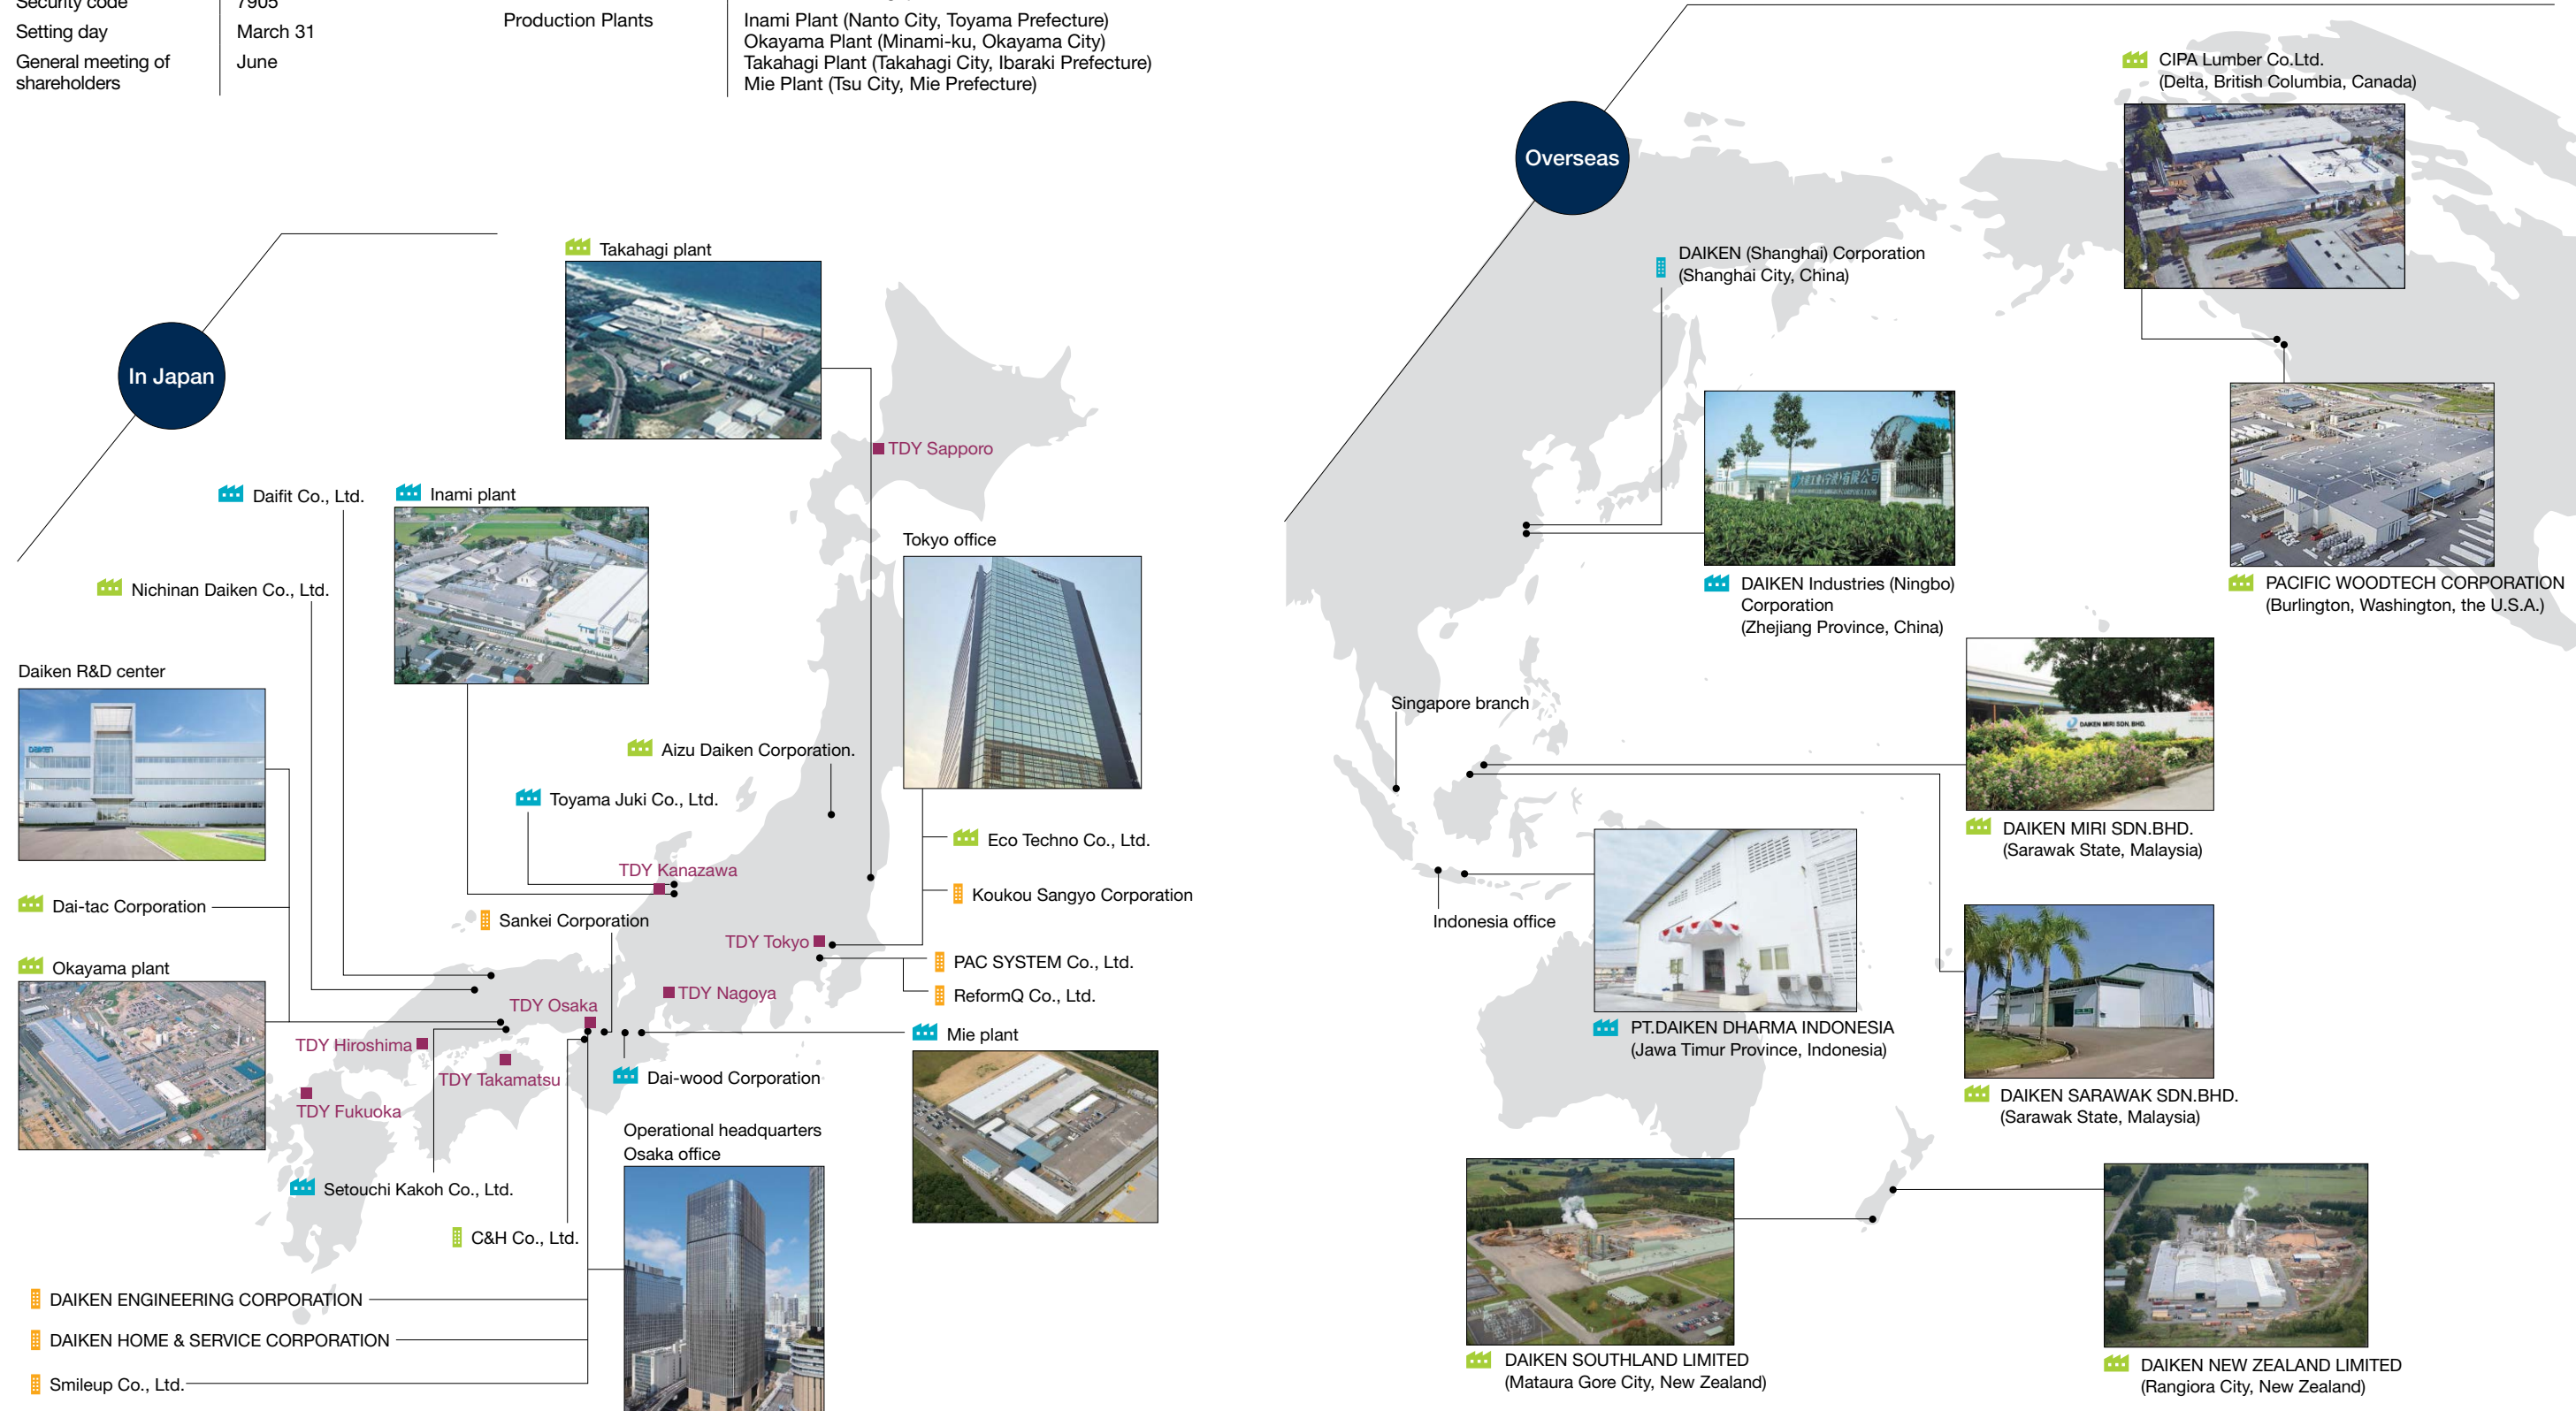 Security code
7905
Setting day
March 31
General meeting of
shareholders
June
Production Plants
Inami Plant (Nanto City, Toyama Prefecture)
Okayama Plant (Minami-ku, Okayama City)
Takahagi Plant (Takahagi City, Ibaraki Prefecture)
Mie Plant (Tsu City, Mie Prefecture)
In Japan
Takahagi plant
TDY Sapporo
Daifit Co., Ltd.
Inami plant
Tokyo office
Nichinan Daiken Co., Ltd.
Daiken R&D center
DAIKEN
Aizu Daiken Corporation.
Toyama Juki Co., Ltd.
Eco Techno Co., Ltd.
TDY Kanazawa
Koukou Sangyo Corporation
Dai-tac Corporation
Sankei Corporation
TDY Tokyo
PAC SYSTEM Co., Ltd.
Okayama plant
TDY Nagoya
ReformQ Co., Ltd.
TDY Osaka
Mie plant
TDY Hiroshima
TDY Takamatsu
Dai-wood Corporation
TDY Fukuoka
Operational headquarters
Osaka office
Setouchi Kakoh Co., Ltd.
C&H Co., Ltd.
DAIKEN ENGINEERING CORPORATION
DAIKEN HOME & SERVICE CORPORATION
Smileup Co., Ltd.
Overseas
CIPA Lumber Co.Ltd.
(Delta, British Columbia, Canada)
DAIKEN (Shanghai) Corporation
(Shanghai City, China)
DAIKEN Industries (Ningbo)
Corporation
(Zhejiang Province, China)
PACIFIC WOODTECH CORPORATION
(Burlington, Washington, the U.S.A.)
Singapore branch
DAIKEN MIRI SDN. BHD.
DAIKEN MIRI SDN.BHD.
(Sarawak State, Malaysia)
Indonesia office
PT.DAIKEN DHARMA INDONESIA
(Jawa Timur Province, Indonesia)
DAIKEN SARAWAK SDN.BHD.
(Sarawak State, Malaysia)
DAIKEN SOUTHLAND LIMITED
(Mataura Gore City, New Zealand)
DAIKEN NEW ZEALAND LIMITED
(Rangiora City, New Zealand)